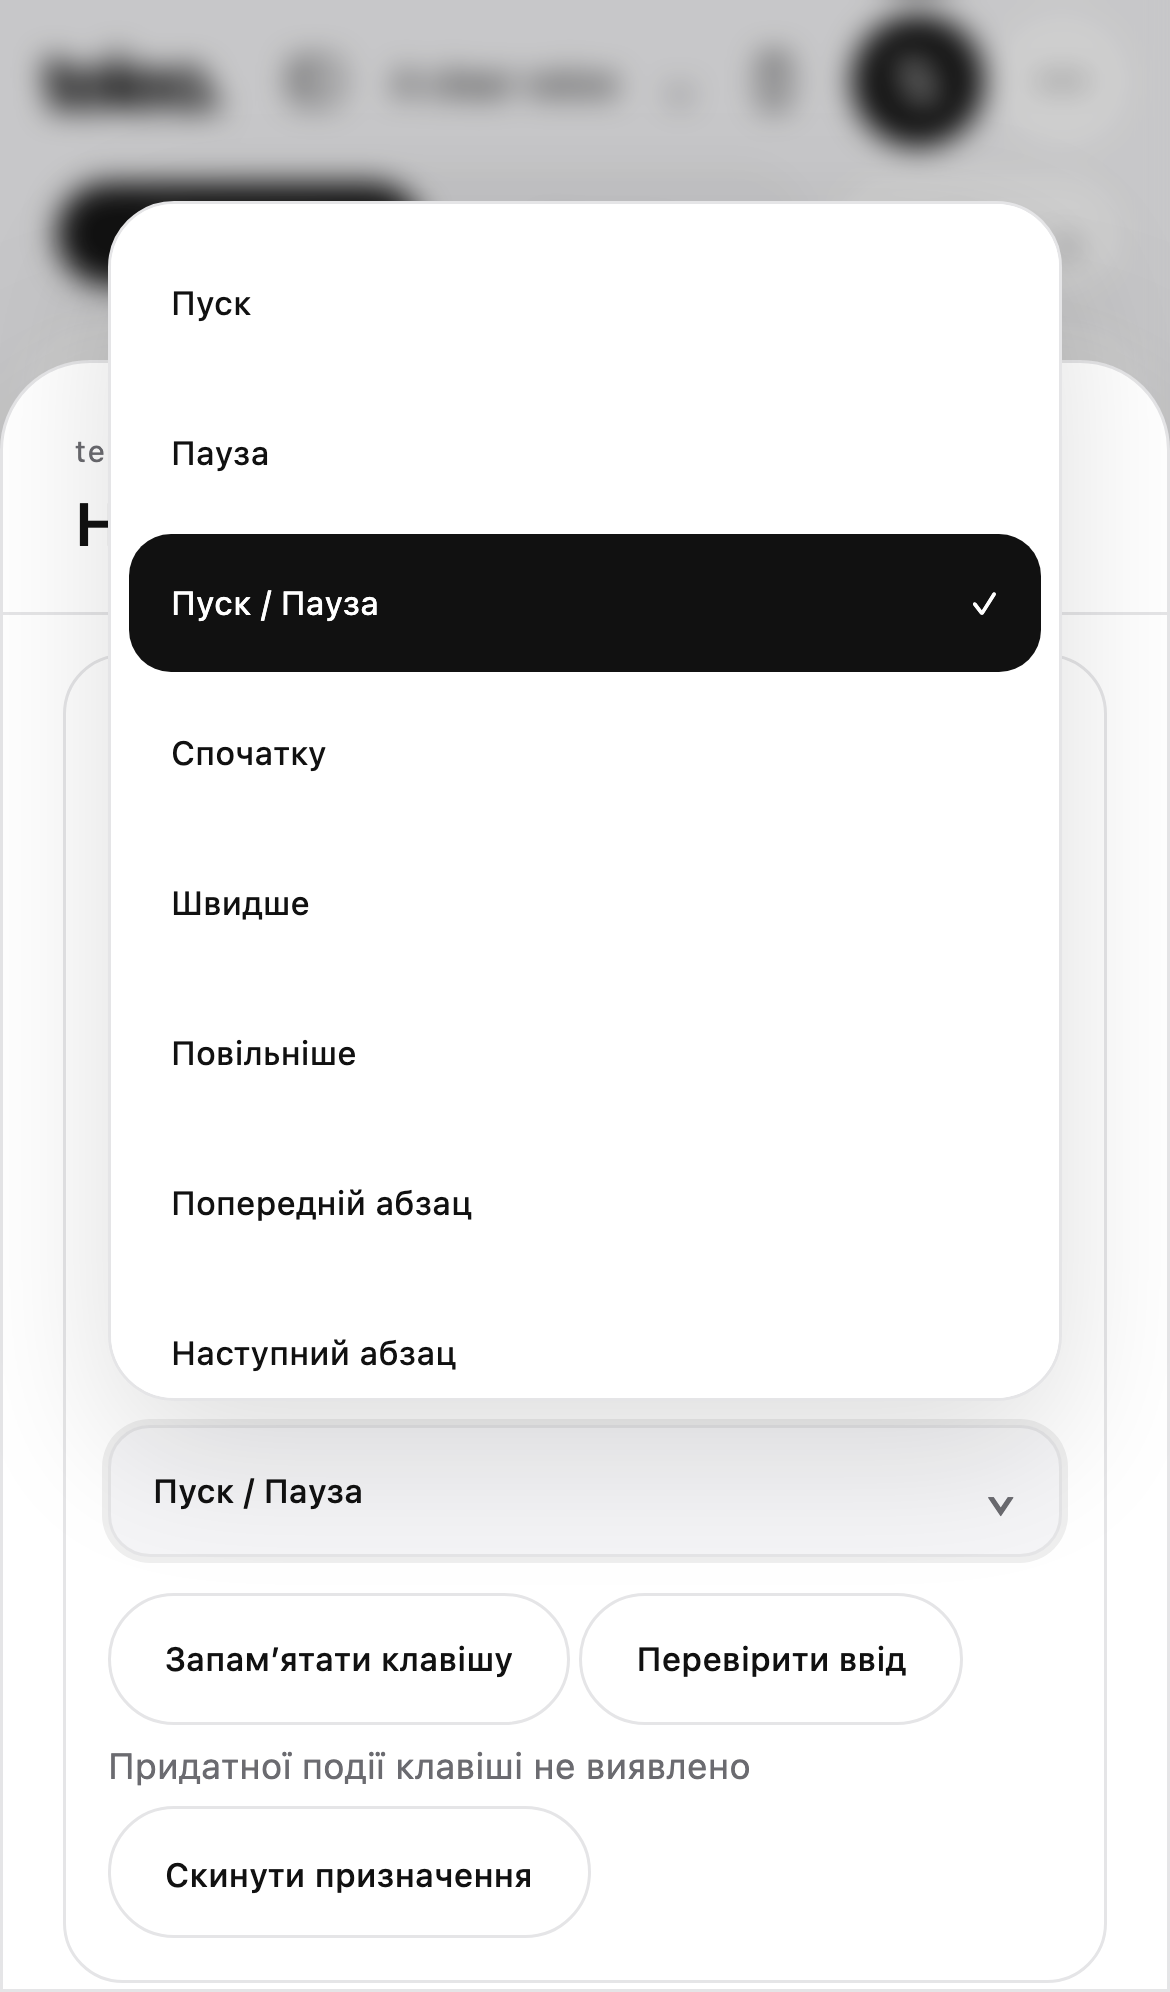 Пуск
Пауза
Пуск / Пауза
Спочатку
Швидше
Повільніше
Попередній абзац
Наступний абзац
Пуск / Пауза
Запам’ятати клавішу
Перевірити ввід
Придатної події клавіші не виявлено
Скинути призначення